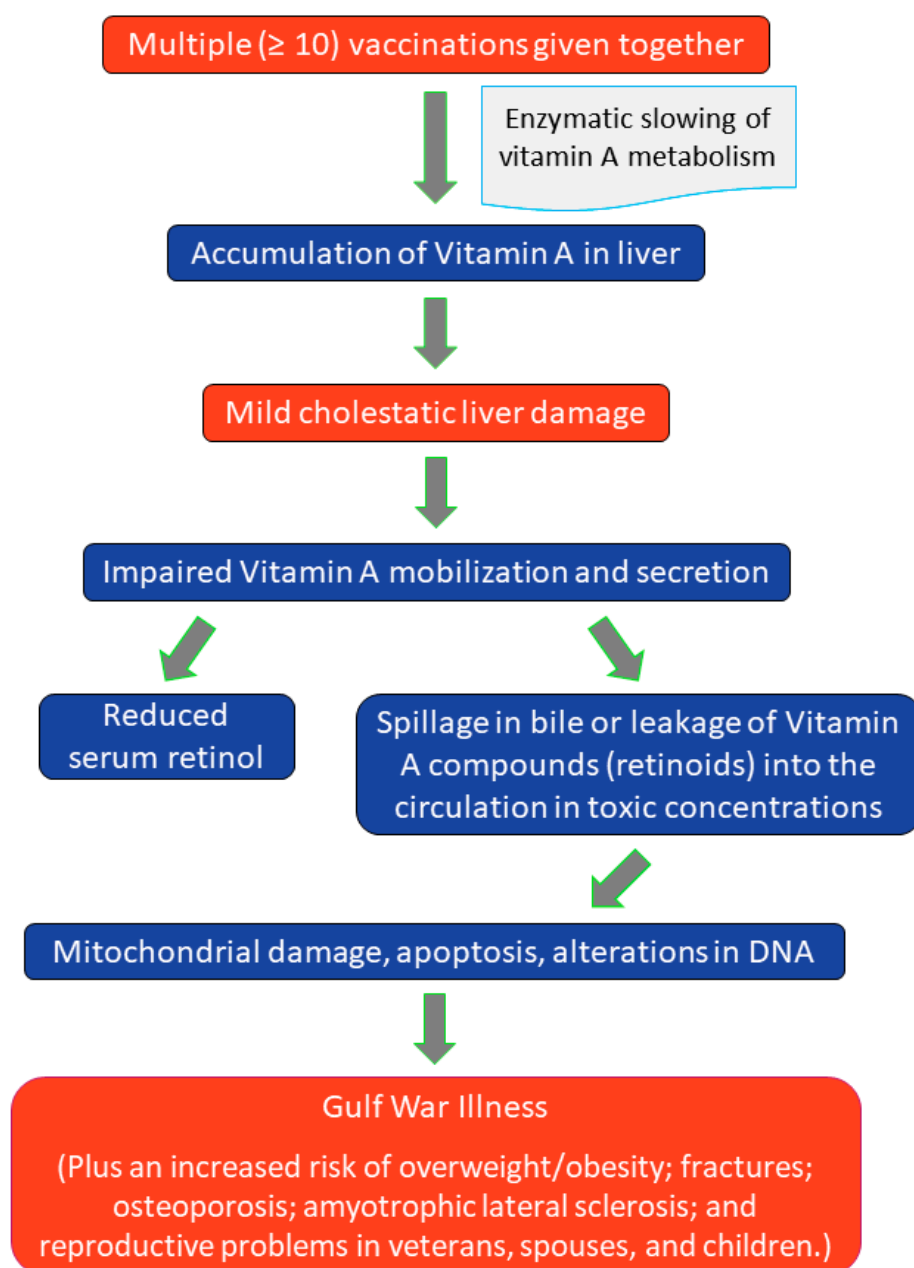 Multiple (≥ 10) vaccinations given together
Enzymatic slowing of
vitamin A metabolism
Accumulation of Vitamin A in liver
Mild cholestatic liver damage
Impaired Vitamin A mobilization and secretion
Reduced
serum retinol
Spillage in bile or leakage of Vitamin
A compounds (retinoids) into the
circulation in toxic concentrations
Mitochondrial damage, apoptosis, alterations in DNA
Gulf War Illness
(Plus an increased risk of overweight/obesity; fractures;
osteoporosis; amyotrophic lateral sclerosis; and
reproductive problems in veterans, spouses, and children.)